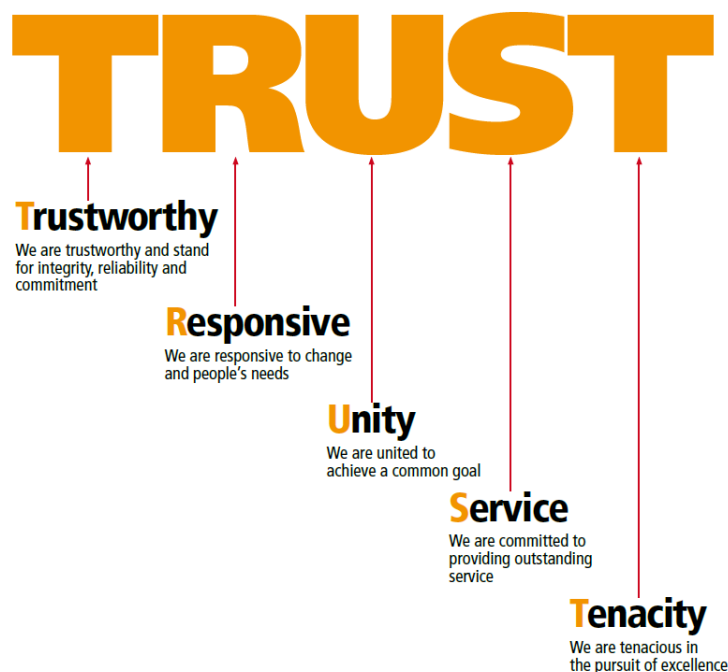 TRUST
Trustworthy
We are trustworthy and stand
for integrity, reliability and
commitment
Responsive
We are responsive to change
and people's needs
Unity
We are united to
achieve a common goal
Service
We are committed to
providing outstanding
service
Tenacity
We are tenacious in
the pursuit of excellence